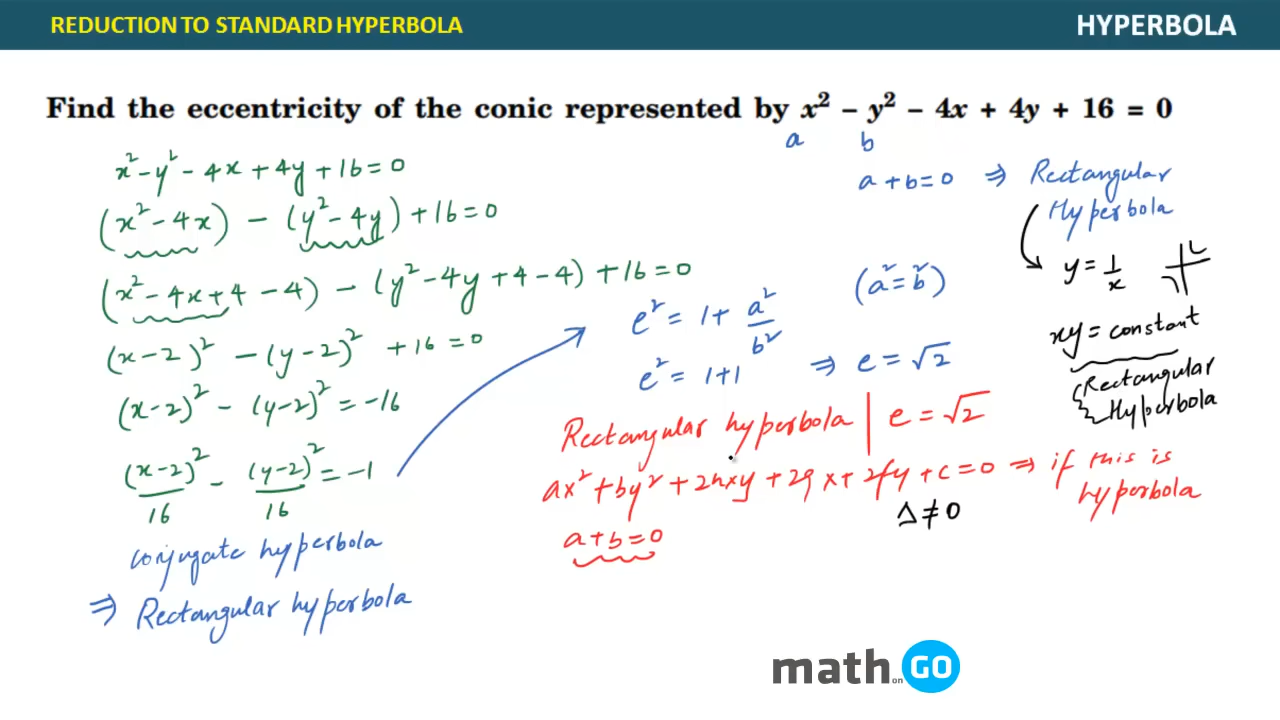 REDUCTION TO STANDARD HYPERBOLA
HYPERBOLA
Find the eccentricity of the conic represented by x² − y² − 4x + 4y + 16 = 0
a b
x² - y² - 4x + 4y + 16 = 0
(x² - 4x) - (y² - 4y) + 16 = 0
(x² - 4x + 4 - 4) - (y² - 4y + 4 - 4) + 16 = 0
(x-2)² - (y-2)² + 16 = 0
(x-2)² - (y-2)² = -16
(x-2)²/16 - (y-2)²/16 = -1
conjugate hyperbola
⇒ Rectangular hyperbola
a + b = 0 ⇒ Rectangular
Hyperbola
y = 1/x
xy = constant
Rectangular
Hyperbola
e² = 1 + a²/b² (a² = b²)
e² = 1+1 ⇒ e = √2
Rectangular hyperbola | e = √2
ax² + by² + 2hxy + 2gx + 2fy + c = 0 ⇒ if this is
hyperbola
Δ ≠ 0
a + b = 0
math on GO